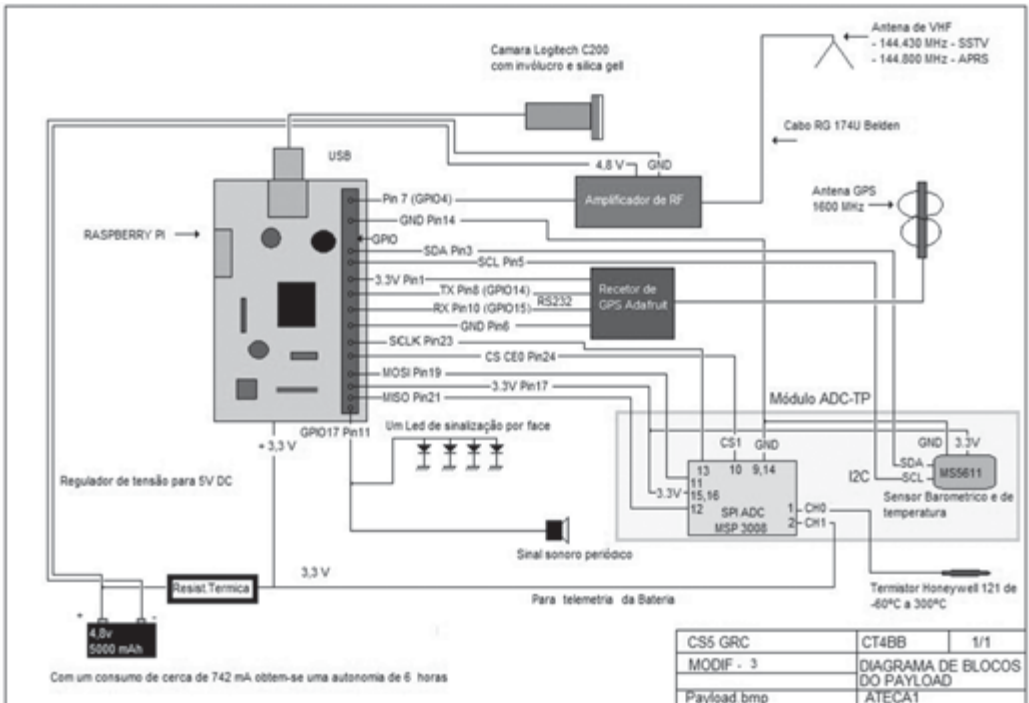 Antena de VHF
- 144.430 MHz - SSTV
- 144.800 MHz - APRS
Camara Logitech C200
com invólucro e silica gell
Cabo RG 174U Belden
USB
4,8 V
GND
Amplificador de RF
Antena GPS
1600 MHz
Pin 7 (GPIO4)
GND Pin14
RASPBERRY PI
GPIO
SDA Pin3
SCL Pin5
3.3V Pin1
TX Pin8 (GPIO14)
RS232
RX Pin10 (GPIO15)
GND Pin6
Recetor de
GPS Adafruit
SCLK Pin23
CS CE0 Pin24
MOSI Pin19
3.3V Pin17
MISO Pin21
Módulo ADC-TP
GPIO17 Pin11
Um Led de sinalização por face
+ 3,3 V
CS1
GND
GND
3.3V
13
10
9,14
11
15,16
12
3.3V
SPI ADC
MSP 3008
1
CH0
2
CH1
I2C
SDA
SCL
MS5611
Sensor Barometrico e de
temperatura
Regulador de tensão para 5V DC
Sinal sonoro periódico
3,3 V
Resist.Termica
Para telemetria da Bateria
Termistor Honeywell 121 de
-60ºC a 300ºC
+
-
4,8v
5000 mAh
Com um consumo de cerca de 742 mA obtem-se uma autonomia de 6 horas
CS5 GRC
CT4BB
1/1
MODIF - 3
DIAGRAMA DE BLOCOS
DO PAYLOAD
Payload.bmp
ATECA1